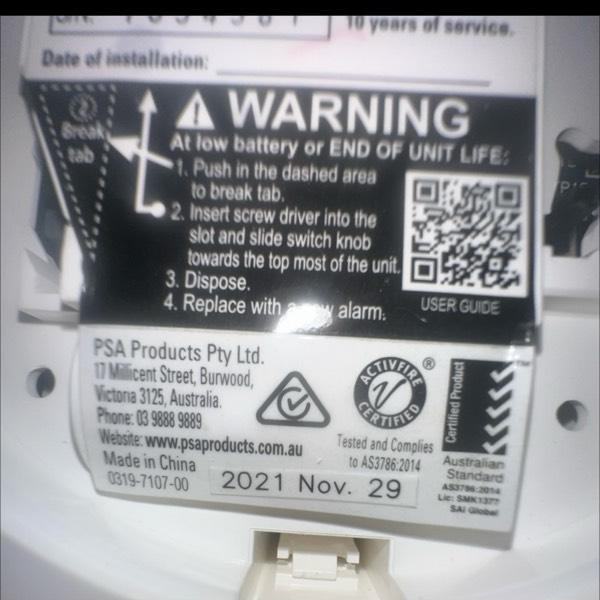 10 years of service.
Date of installation:
2
Break
tab
WARNING
At low battery or END OF UNIT LIFE:
1. Push in the dashed area
to break tab.
2. Insert screw driver into the
slot and slide switch knob
towards the top most of the unit.
3. Dispose.
4. Replace with a new alarm.
USER GUIDE
PSA Products Pty Ltd.
17 Millicent Street, Burwood,
Victoria 3125, Australia.
Phone: 03 9888 9889
Website: www.psaproducts.com.au
Made in China
0319-7107-00
2021 Nov. 29
ACTIVFIRE ®
CERTIFIED
Tested and Complies
to AS3786:2014
Certified Product
TM
Australian
Standard
AS3786:2014
Lic: SMK1377
SAI Global